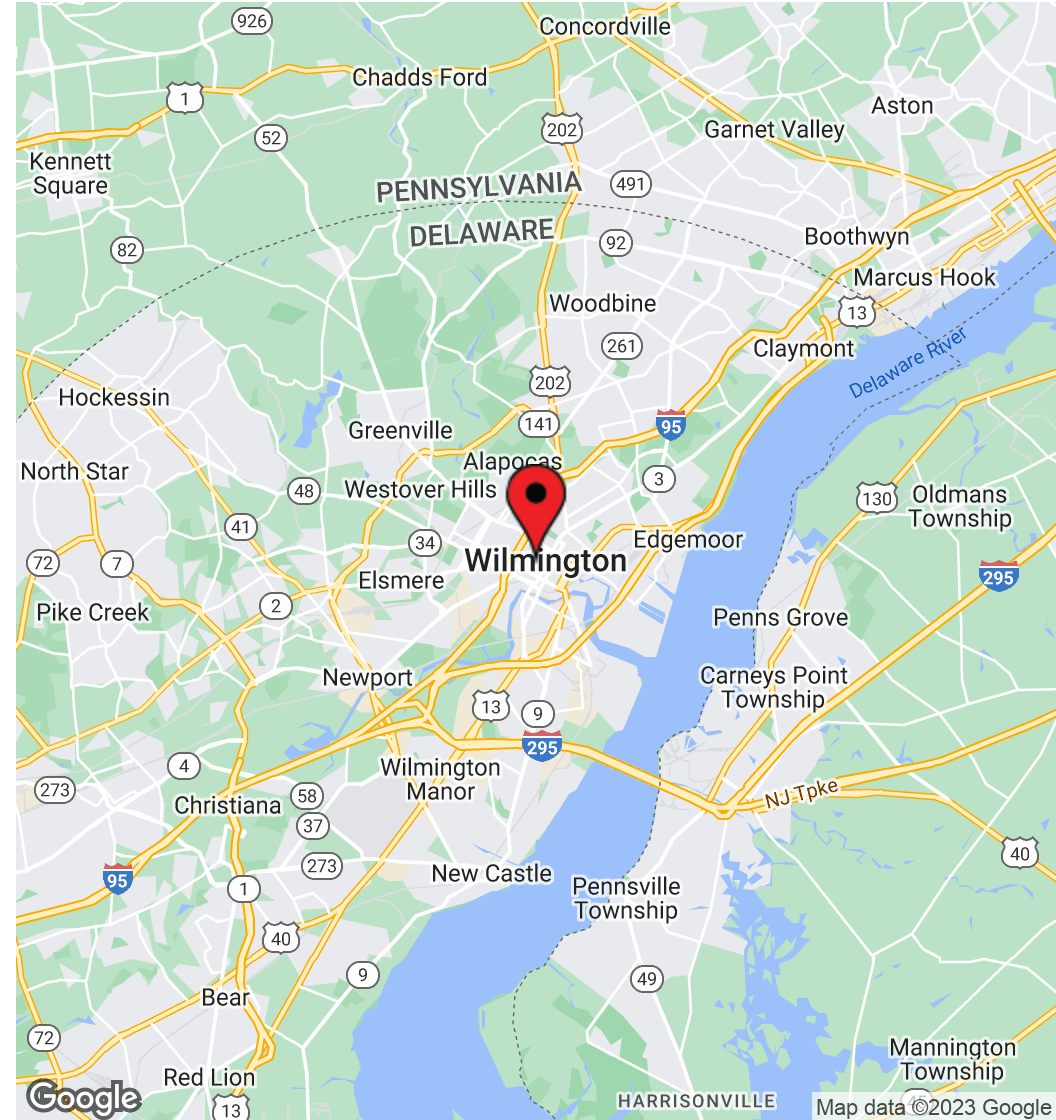 926
Concordville
Chadds Ford
1
Aston
202
Garnet Valley
52
Kennett
Square
PENNSYLVANIA
491
DELAWARE
92
Boothwyn
82
Marcus Hook
Woodbine
13
261
Claymont
Delaware River
202
Hockessin
141
95
Greenville
Alapocas
North Star
3
48
Westover Hills
130
Oldmans
Township
41
34
Edgemoor
Wilmington
72
7
295
Elsmere
2
Pike Creek
Penns Grove
Newport
Carneys Point
Township
13
9
295
4
Wilmington
Manor
273
58
Christiana
NJ Tpke
37
40
273
95
New Castle
1
Pennsville
Township
40
9
49
Bear
72
Mannington
Township
Red Lion
Google
13
HARRISONVILLE
45
Map data ©2023 Google